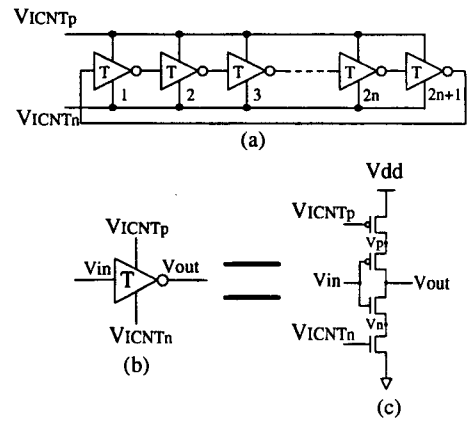 VICNTp
T T T T T
1 2 3 2n 2n+1
VICNTn
(a)
VICNTp
Vin T Vout
VICNTn
(b)
Vdd
VICNTp
Vp
Vin Vout
Vn
VICNTn
(c)